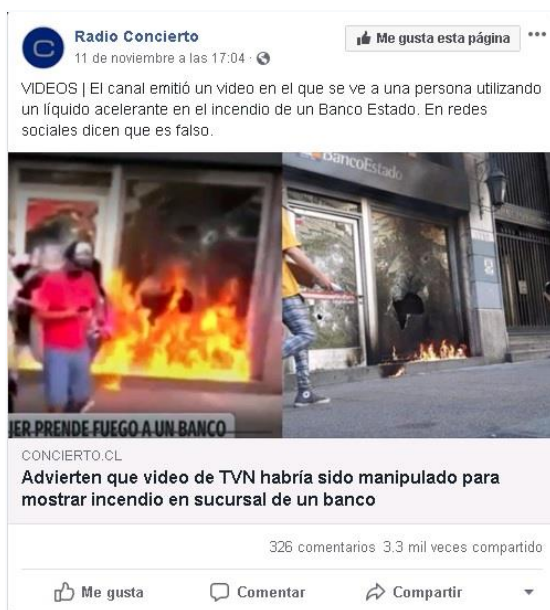 Radio Concierto
11 de noviembre a las 17:04 ·
Me gusta esta página
VIDEOS | El canal emitió un video en el que se ve a una persona utilizando
un líquido acelerante en el incendio de un Banco Estado. En redes
sociales dicen que es falso.
BancoEstado
JER PRENDE FUEGO A UN BANCO
CONCIERTO.CL
Advierten que video de TVN habría sido manipulado para
mostrar incendio en sucursal de un banco
326 comentarios 3.3 mil veces compartido
Me gusta
Comentar
Compartir